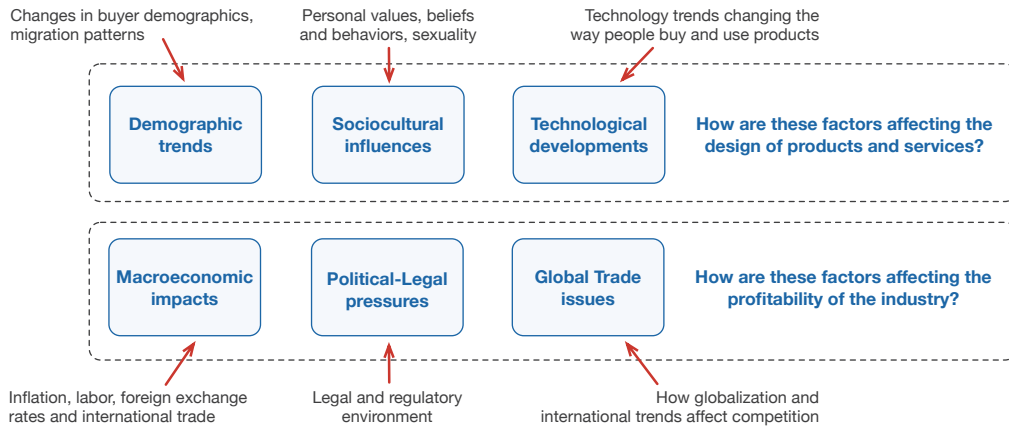 Changes in buyer demographics,
migration patterns
Personal values, beliefs
and behaviors, sexuality
Technology trends changing the
way people buy and use products
Demographic
trends
Sociocultural
influences
Technological
developments
How are these factors affecting the
design of products and services?
Macroeconomic
impacts
Political-Legal
pressures
Global Trade
issues
How are these factors affecting the
profitability of the industry?
Inflation, labor, foreign exchange
rates and international trade
Legal and regulatory
environment
How globalization and
international trends affect competition